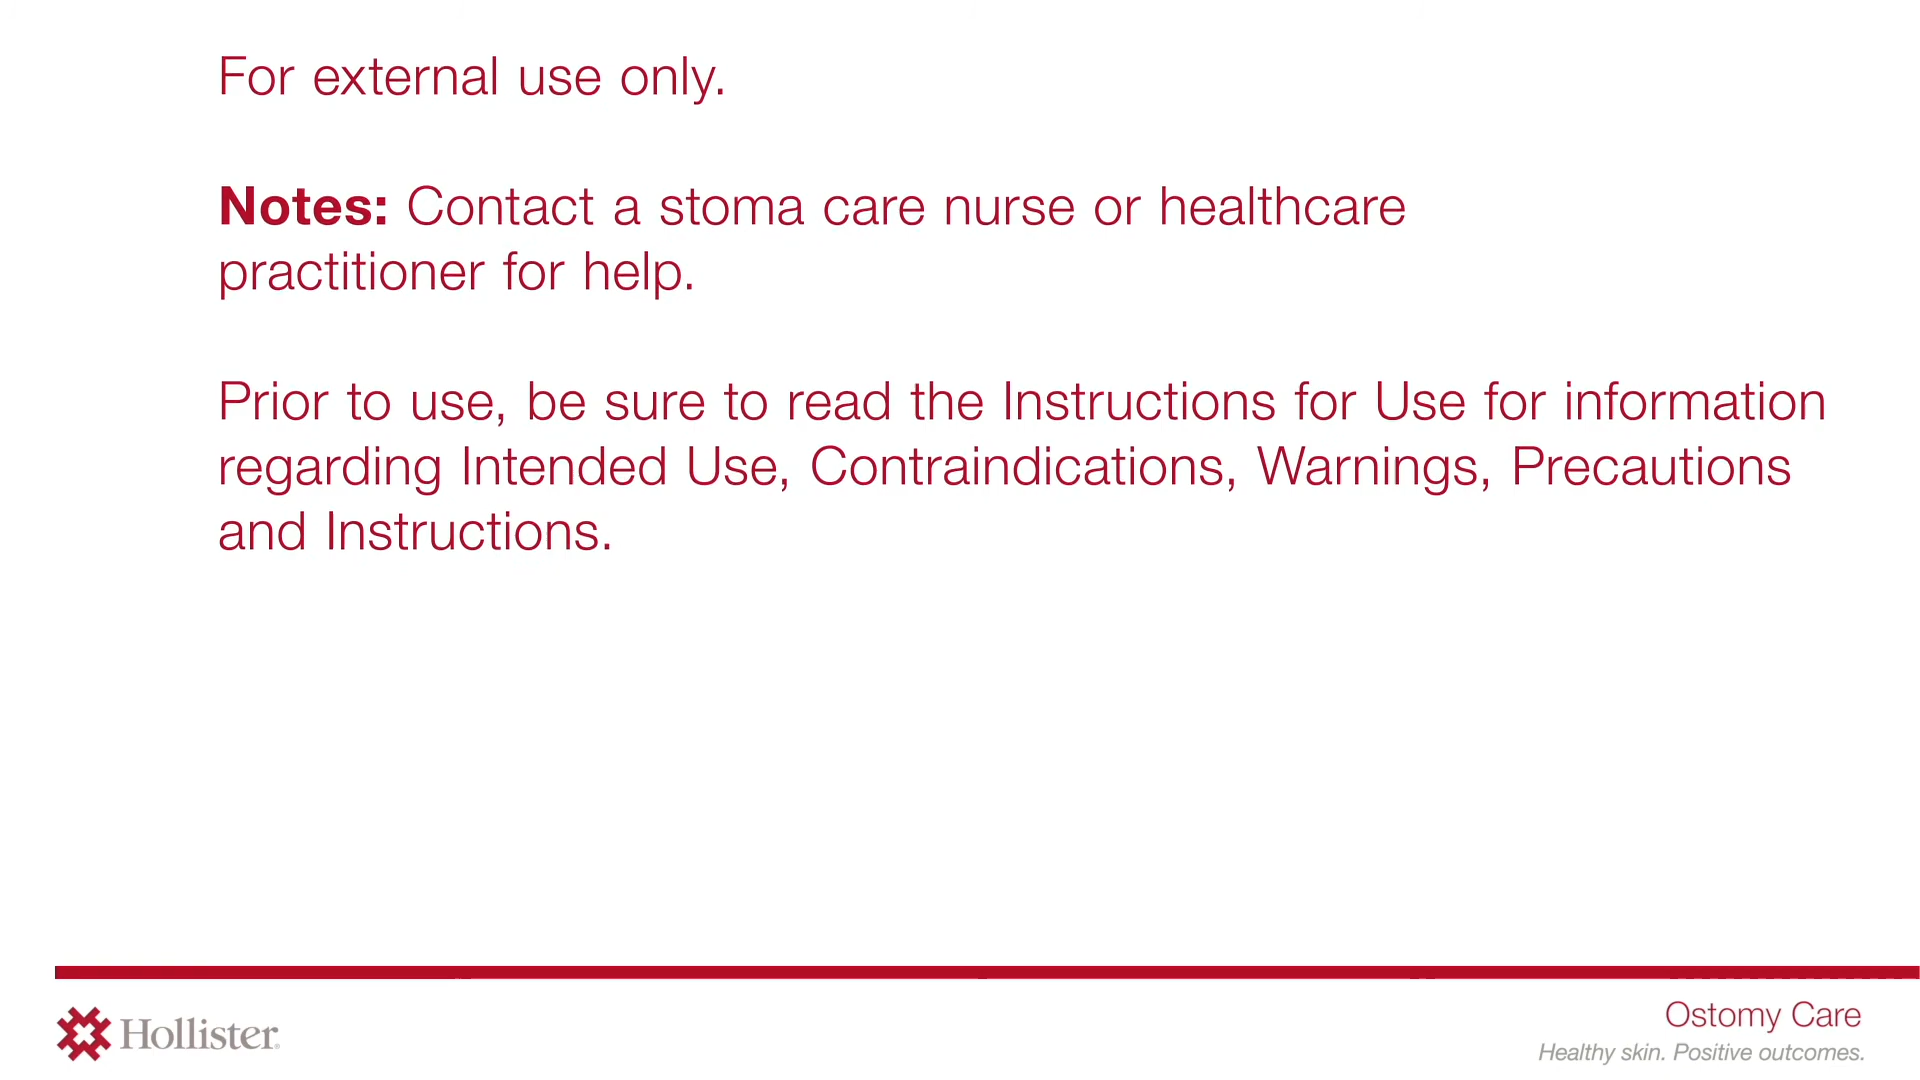 For external use only.
Notes: Contact a stoma care nurse or healthcare
practitioner for help.
Prior to use, be sure to read the Instructions for Use for information
regarding Intended Use, Contraindications, Warnings, Precautions
and Instructions.
Hollister
Ostomy Care
Healthy skin. Positive outcomes.